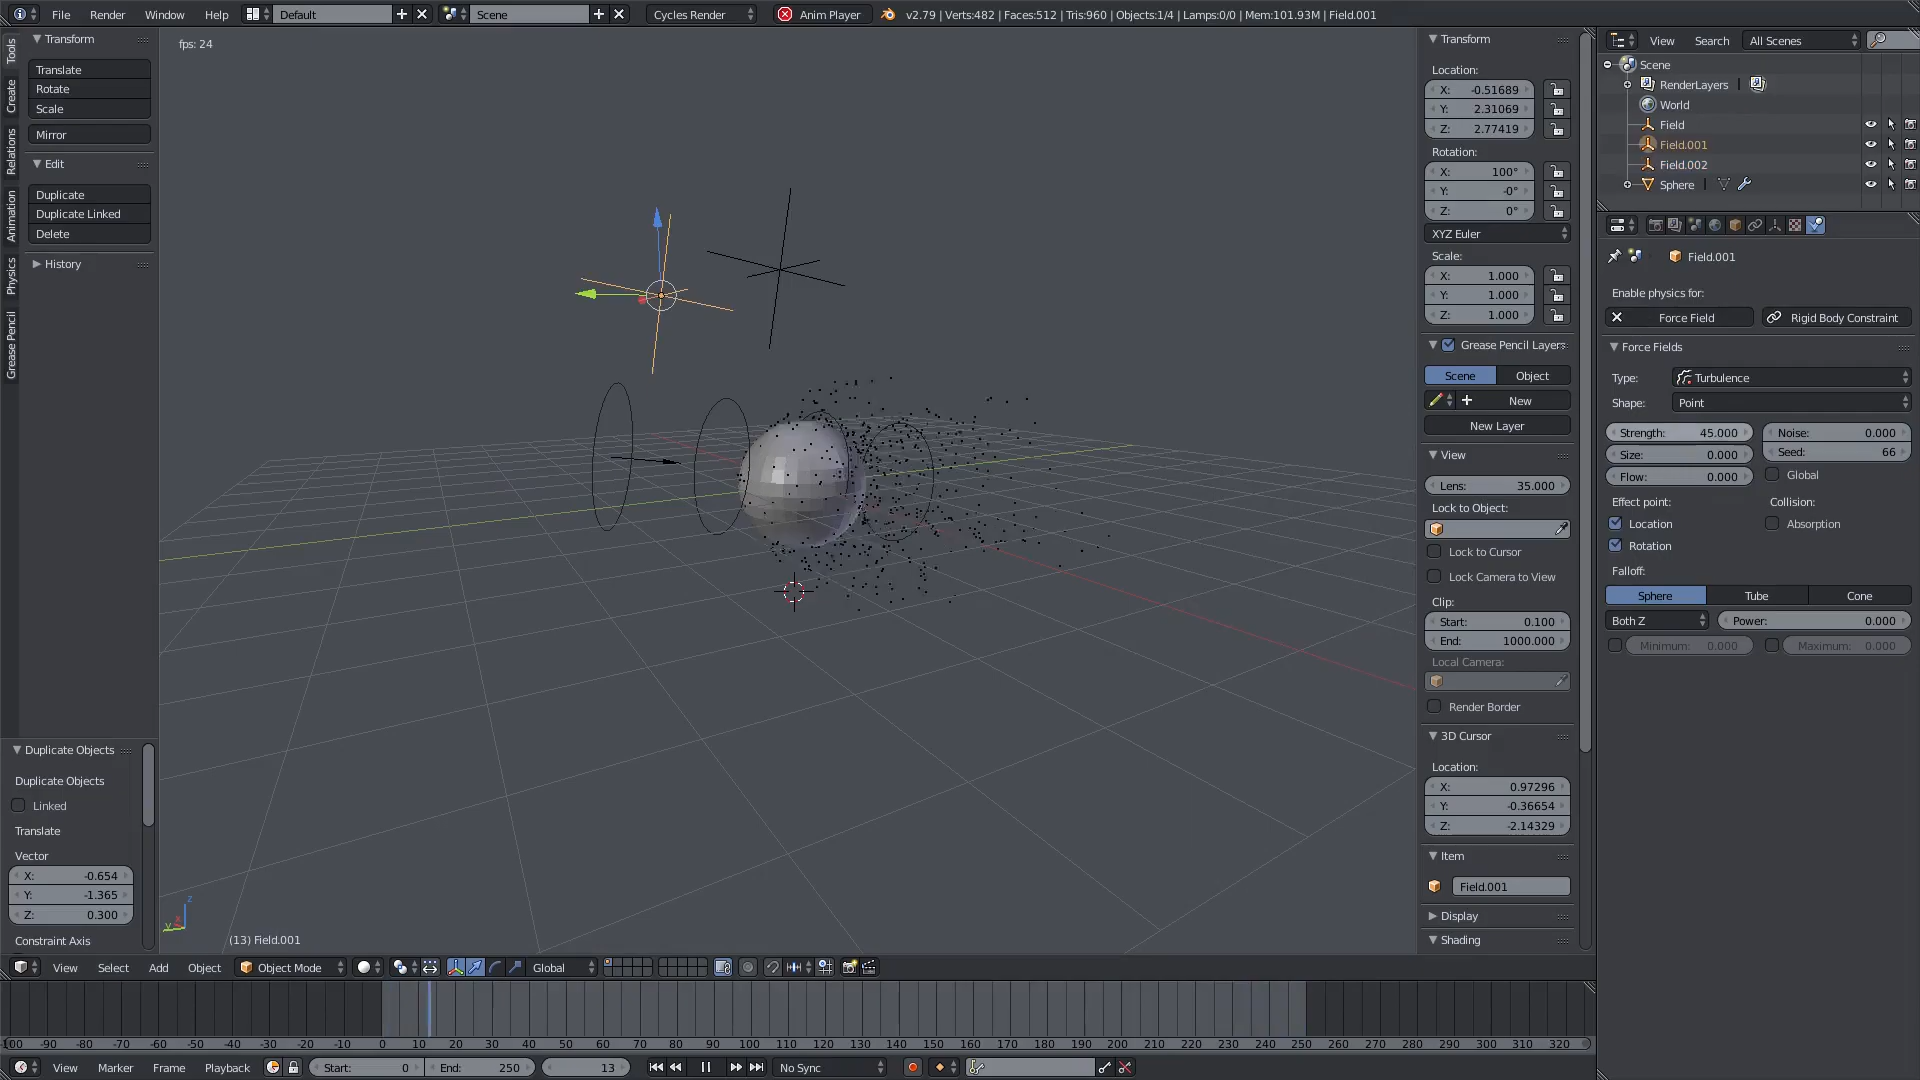 File Render Window Help Default Scene Cycles Render Anim Player v2.79 | Verts:482 | Faces:512 | Tris:960 | Objects:1/4 | Lamps:0/0 | Mem:101.93M | Field.001
Tools
Create
Relations
Animation
Physics
Grease Pencil
Transform
Translate
Rotate
Scale
Mirror
Edit
Duplicate
Duplicate Linked
Delete
History
Duplicate Objects
Duplicate Objects
Linked
Translate
Vector
X: -0.654
Y: -1.365
Z: 0.300
Constraint Axis
fps: 24
z
x
y
(13) Field.001
Transform
Location:
X: -0.51689
Y: 2.31069
Z: 2.77419
Rotation:
X: 100°
Y: -0°
Z: 0°
XYZ Euler
Scale:
X: 1.000
Y: 1.000
Z: 1.000
Grease Pencil Layers
Scene Object
New
New Layer
View
Lens: 35.000
Lock to Object:
Lock to Cursor
Lock Camera to View
Clip:
Start: 0.100
End: 1000.000
Local Camera:
Render Border
3D Cursor
Location:
X: 0.97296
Y: -0.36654
Z: -2.14329
Item
Field.001
Display
Shading
View Search All Scenes
Scene
RenderLayers
World
Field
Field.001
Field.002
Sphere
Field.001
Enable physics for:
Force Field Rigid Body Constraint
Force Fields
Type: Turbulence
Shape: Point
Strength: 45.000 Noise: 0.000
Size: 0.000 Seed: 66
Flow: 0.000 Global
Effect point: Collision:
Location Absorption
Rotation
Falloff:
Sphere Tube Cone
Both Z Power: 0.000
Minimum: 0.000 Maximum: 0.000
View Select Add Object Object Mode Global
-100 -90 -80 -70 -60 -50 -40 -30 -20 -10 0 10 20 30 40 50 60 70 80 90 100 110 120 130 140 150 160 170 180 190 200 210 220 230 240 250 260 270 280 290 300 310 320
View Marker Frame Playback Start: 0 End: 250 13 No Sync